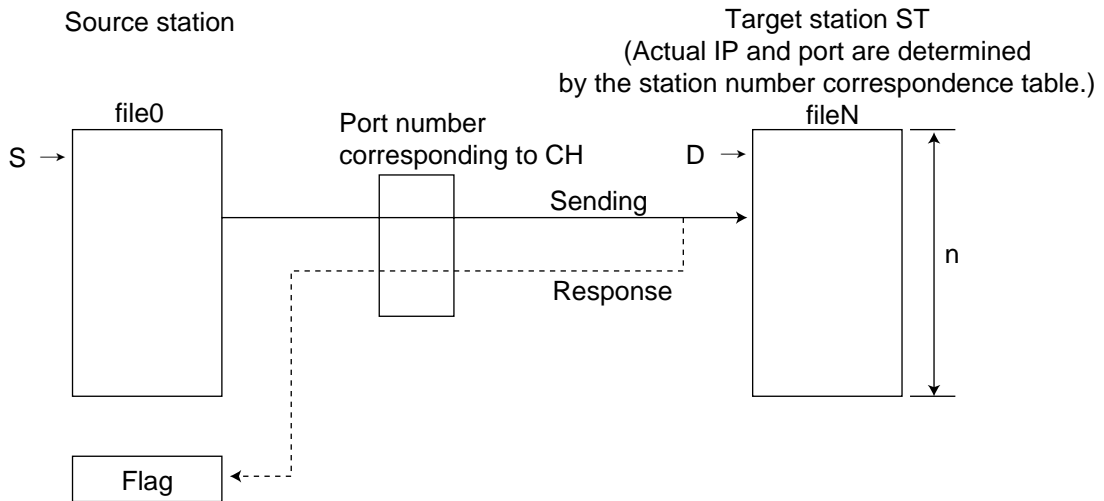 Source station
Target station ST
(Actual IP and port are determined
by the station number correspondence table.)
file0
fileN
Port number
corresponding to CH
S
D
Sending
n
Response
Flag